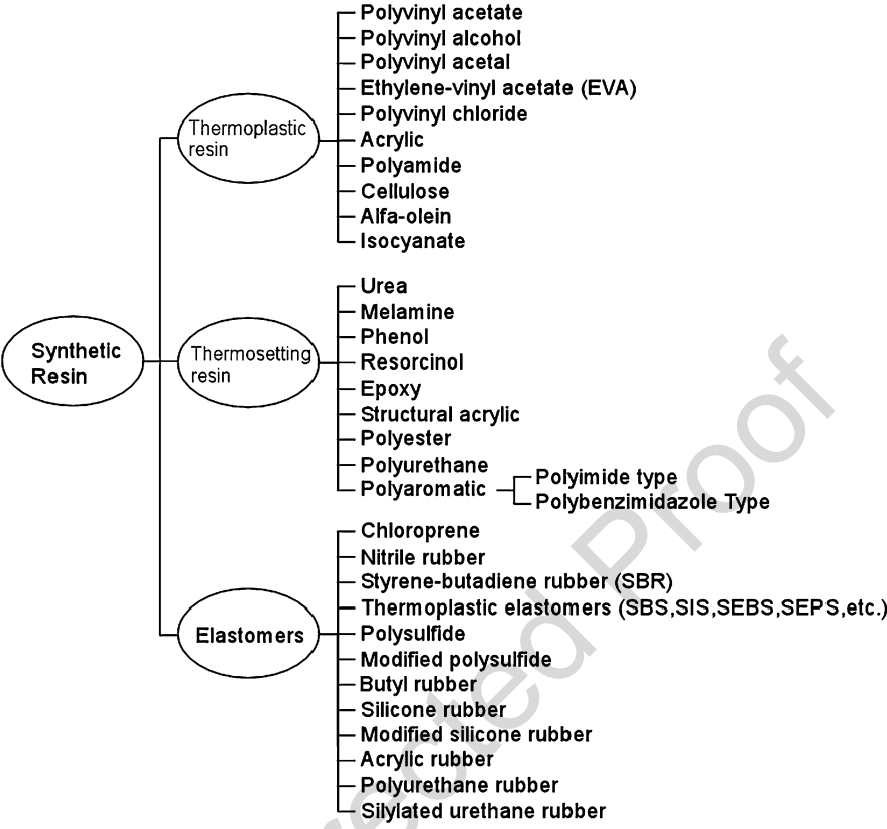 Polyvinyl acetate
Polyvinyl alcohol
Polyvinyl acetal
Ethylene-vinyl acetate (EVA)
Polyvinyl chloride
Acrylic
Polyamide
Cellulose
Alfa-olein
Isocyanate
Thermoplastic
resin
Urea
Melamine
Phenol
Resorcinol
Epoxy
Structural acrylic
Polyester
Polyurethane
Polyaromatic
Polyimide type
Polybenzimidazole Type
Synthetic
Resin
Thermosetting
resin
Chloroprene
Nitrile rubber
Styrene-butadiene rubber (SBR)
Thermoplastic elastomers (SBS,SIS,SEBS,SEPS,etc.)
Polysulfide
Modified polysulfide
Butyl rubber
Silicone rubber
Modified silicone rubber
Acrylic rubber
Polyurethane rubber
Silylated urethane rubber
Elastomers
Proof